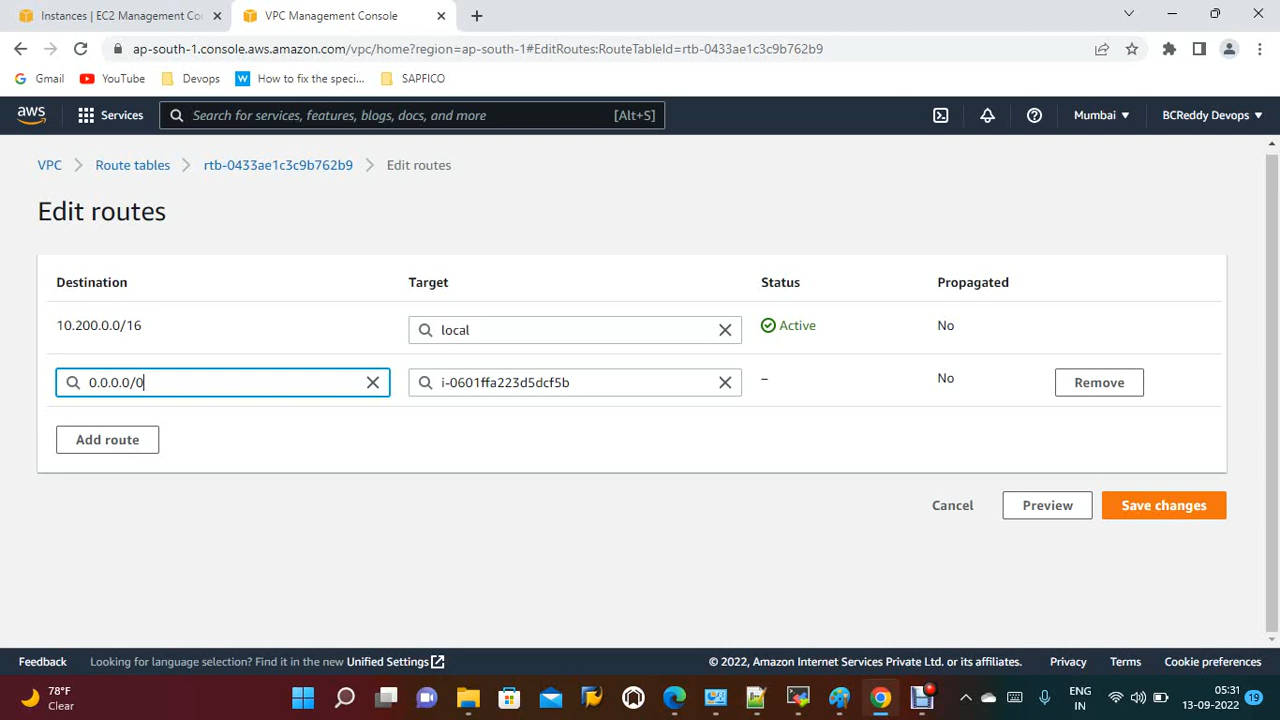 Instances | EC2 Management Co
VPC Management Console
ap-south-1.console.aws.amazon.com/vpc/home?region=ap-south-1#EditRoutes:RouteTableId=rtb-0433ae1c3c9b762b9
Gmail
YouTube
Devops
How to fix the speci...
SAPFICO
aws
Services
Search for services, features, blogs, docs, and more
[Alt+S]
Mumbai
BCReddy Devops
VPC
Route tables
rtb-0433ae1c3c9b762b9
Edit routes
Edit routes
Destination
Target
Status
Propagated
10.200.0.0/16
local
Active
No
0.0.0.0/0
i-0601ffa223d5dcf5b
–
No
Remove
Add route
Cancel
Preview
Save changes
Feedback
Looking for language selection? Find it in the new Unified Settings
© 2022, Amazon Internet Services Private Ltd. or its affiliates.
Privacy
Terms
Cookie preferences
78°F
Clear
ENG
IN
05:31
13-09-2022
19